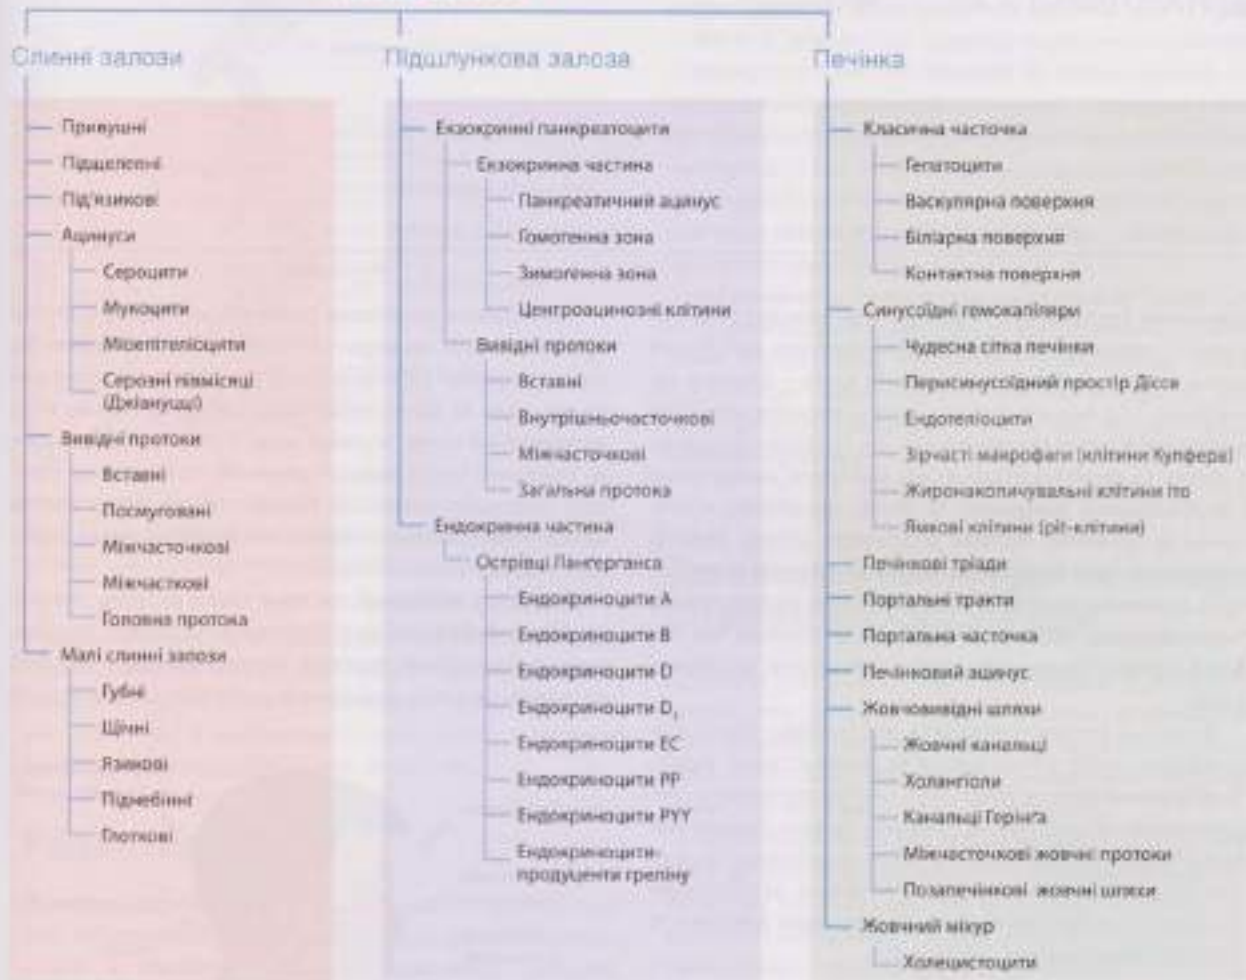 Слинні залози
Привушні
Підщелепні
Під'язикові
Ацинуси
Сероцити
Мукоцити
Міоепітеліоцити
Серозні півмісяці
(Джіануцці)
Вивідні протоки
Вставні
Посмуговані
Міжчасточкові
Міжчасткові
Головна протока
Малі слинні залози
Губні
Щічні
Язикові
Піднебінні
Глоткові
Підшлункова залоза
Екзокринні панкреатоцити
Екзокринна частина
Панкреатичний ацинус
Гомогенна зона
Зимогенна зона
Центроацинозні клітини
Вивідні протоки
Вставні
Внутрішньочасточкові
Міжчасточкові
Загальна протока
Ендокринна частина
Острівці Лангерганса
Ендокриноцити A
Ендокриноцити B
Ендокриноцити D
Ендокриноцити D₁
Ендокриноцити EC
Ендокриноцити PP
Ендокриноцити PYY
Ендокриноцити-
продуценти греліну
Печінка
Класична часточка
Гепатоцити
Васкулярна поверхня
Біліарна поверхня
Контактна поверхня
Синусоїдні гемокапіляри
Чудесна сітка печінки
Перисинусоїдний простір Діссе
Ендотеліоцити
Зірчасті макрофаги (клітини Купфера)
Жиронакопичувальні клітини Іто
Ямкові клітини (pit-клітини)
Печінкові тріади
Портальні тракти
Портальна часточка
Печінковий ацинус
Жовчовивідні шляхи
Жовчні канальці
Холангіоли
Канальці Герінґа
Міжчасточкові жовчні протоки
Позапечінкові жовчні шляхи
Жовчний міхур
Холецистоцити